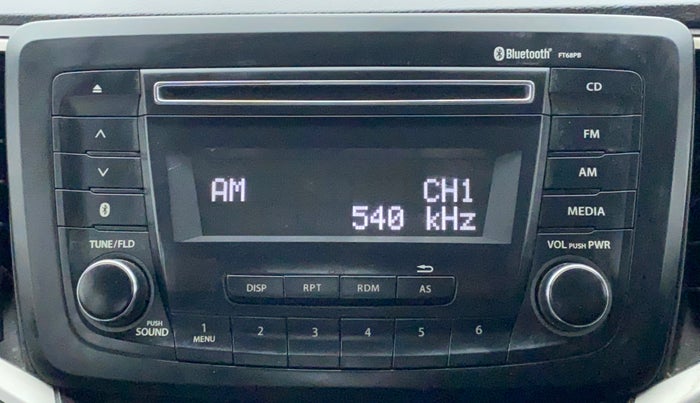 Bluetooth® FT68PB
CD
FM
AM
AM CH1
540 kHz
MEDIA
TUNE/FLD
VOL PUSH PWR
DISP RPT RDM AS
PUSH SOUND
1 2 3 4 5 6
MENU